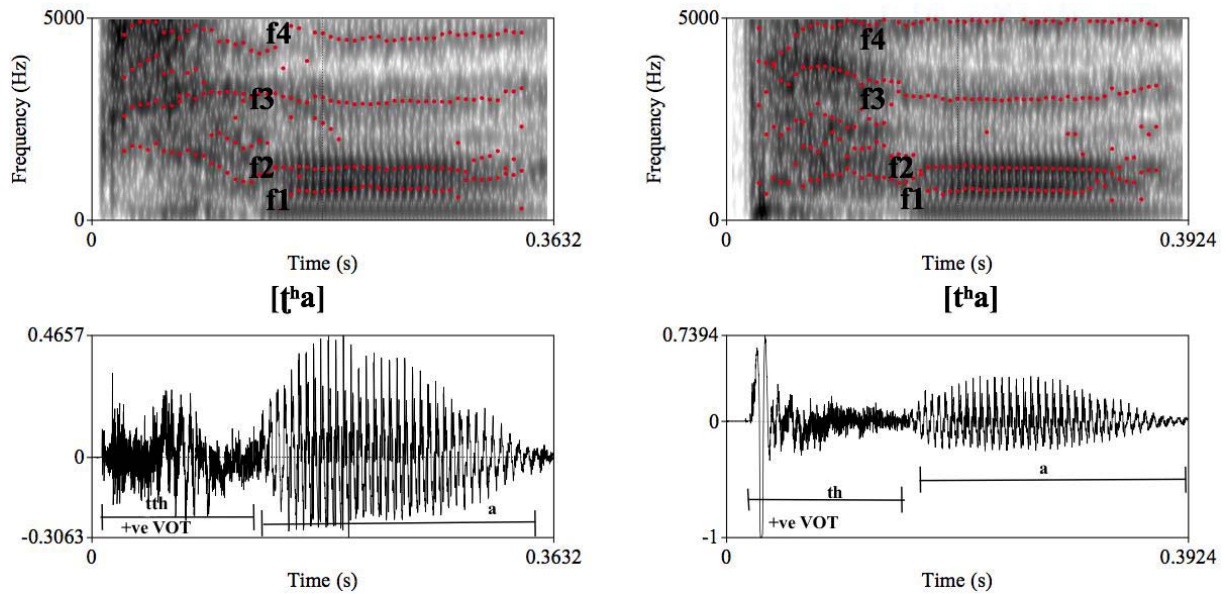 5000
f4
f3
f2
f1
0
Frequency (Hz)
0
0.3632
Time (s)
5000
f4
f3
f2
f1
0
Frequency (Hz)
0
0.3924
Time (s)
[ʈʰa]
[tʰa]
0.4657
0
-0.3063
tth
+ve VOT
a
0
0.3632
Time (s)
0.7394
0
-1
th
+ve VOT
a
0
0.3924
Time (s)